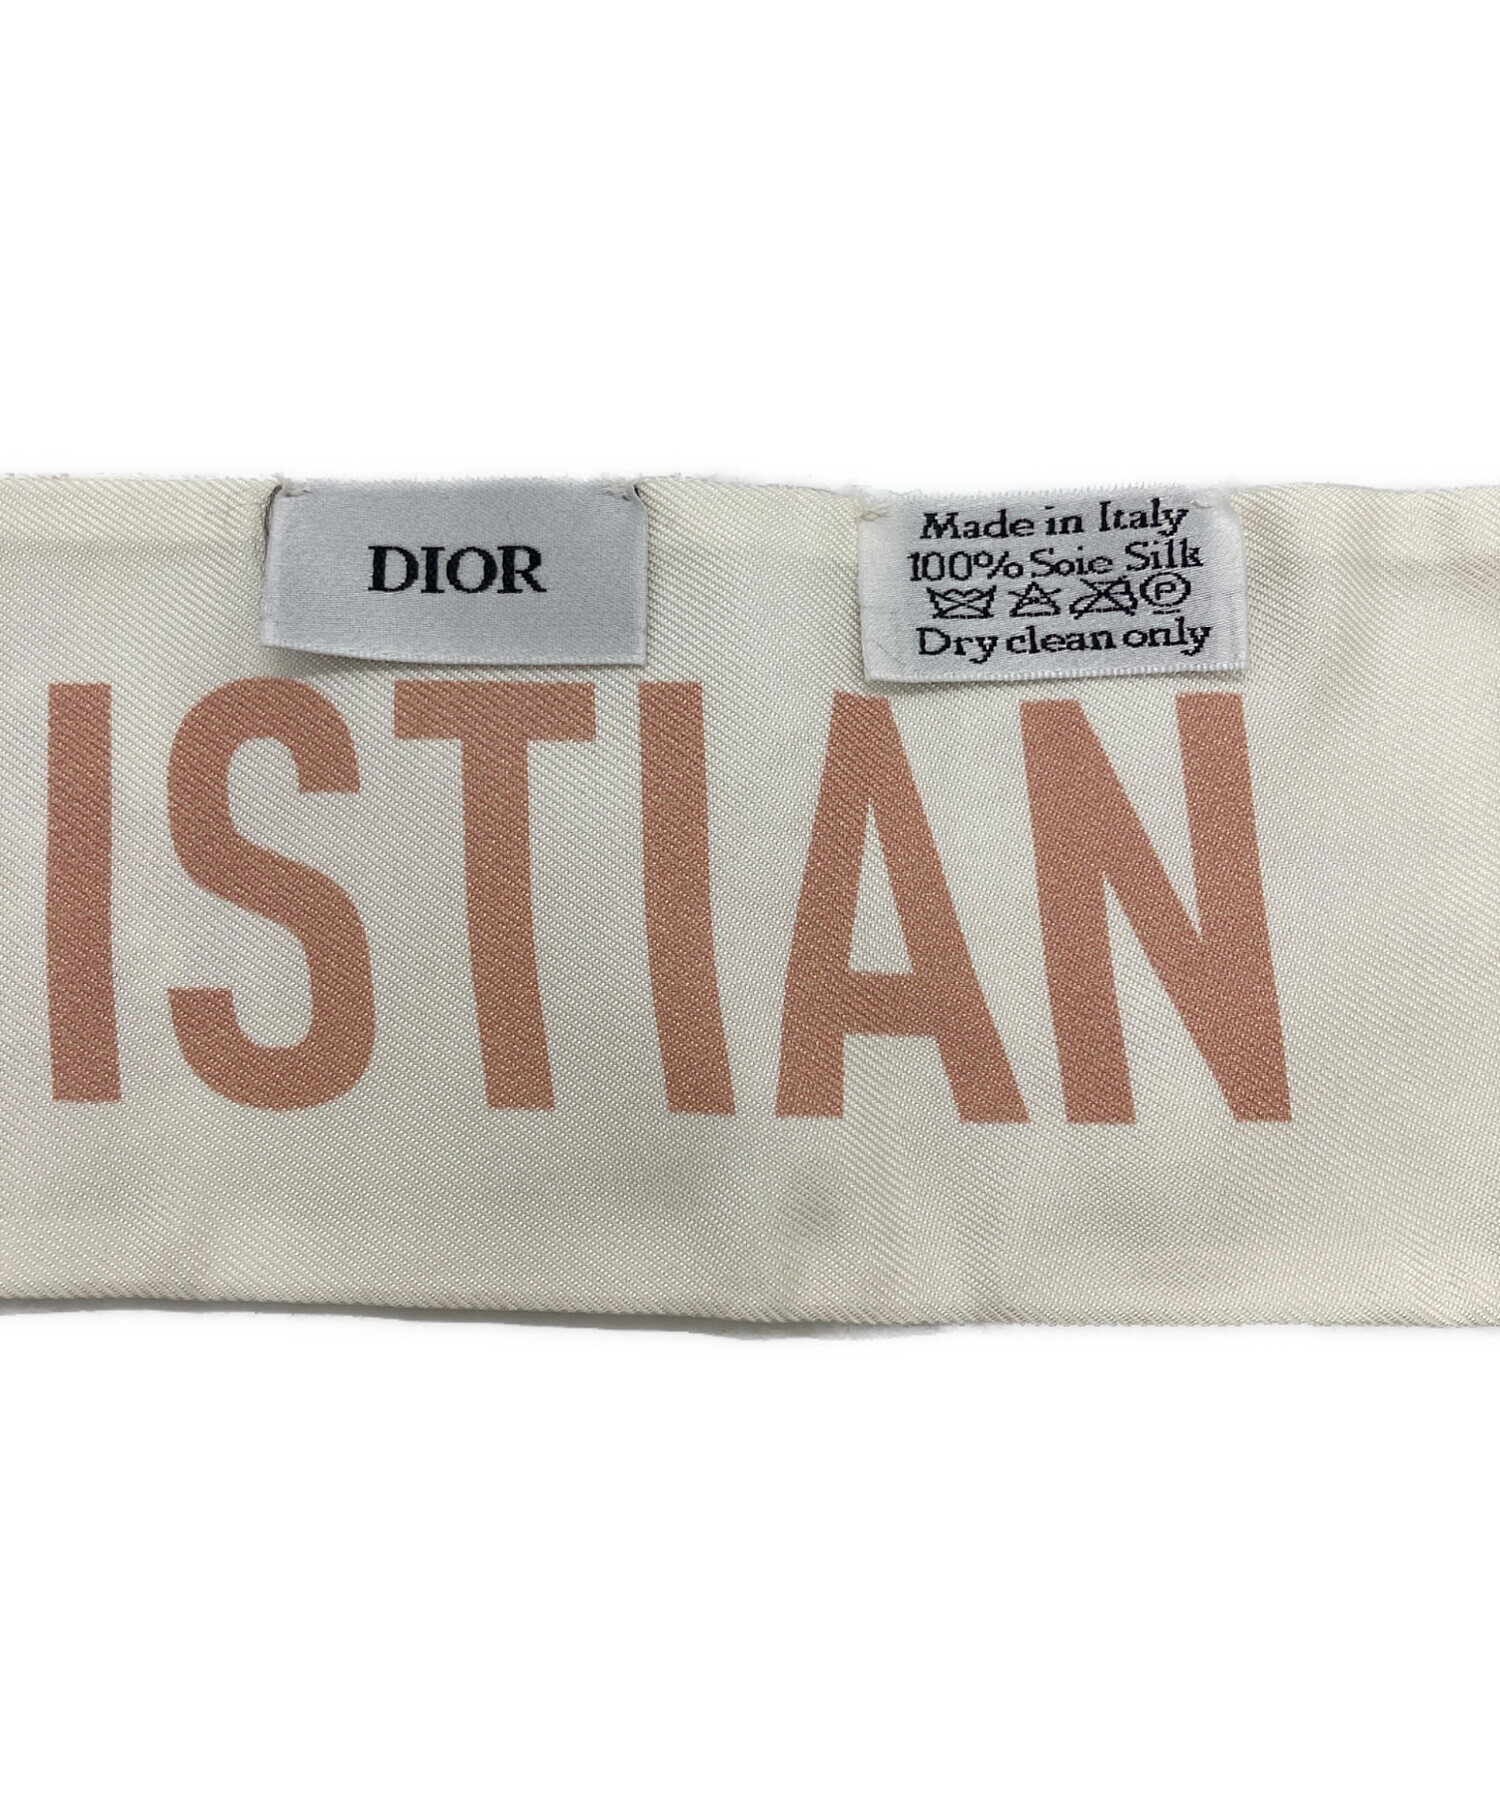 DIOR
Made in Italy
100% Soie Silk
P
Dry clean only
ISTIAN